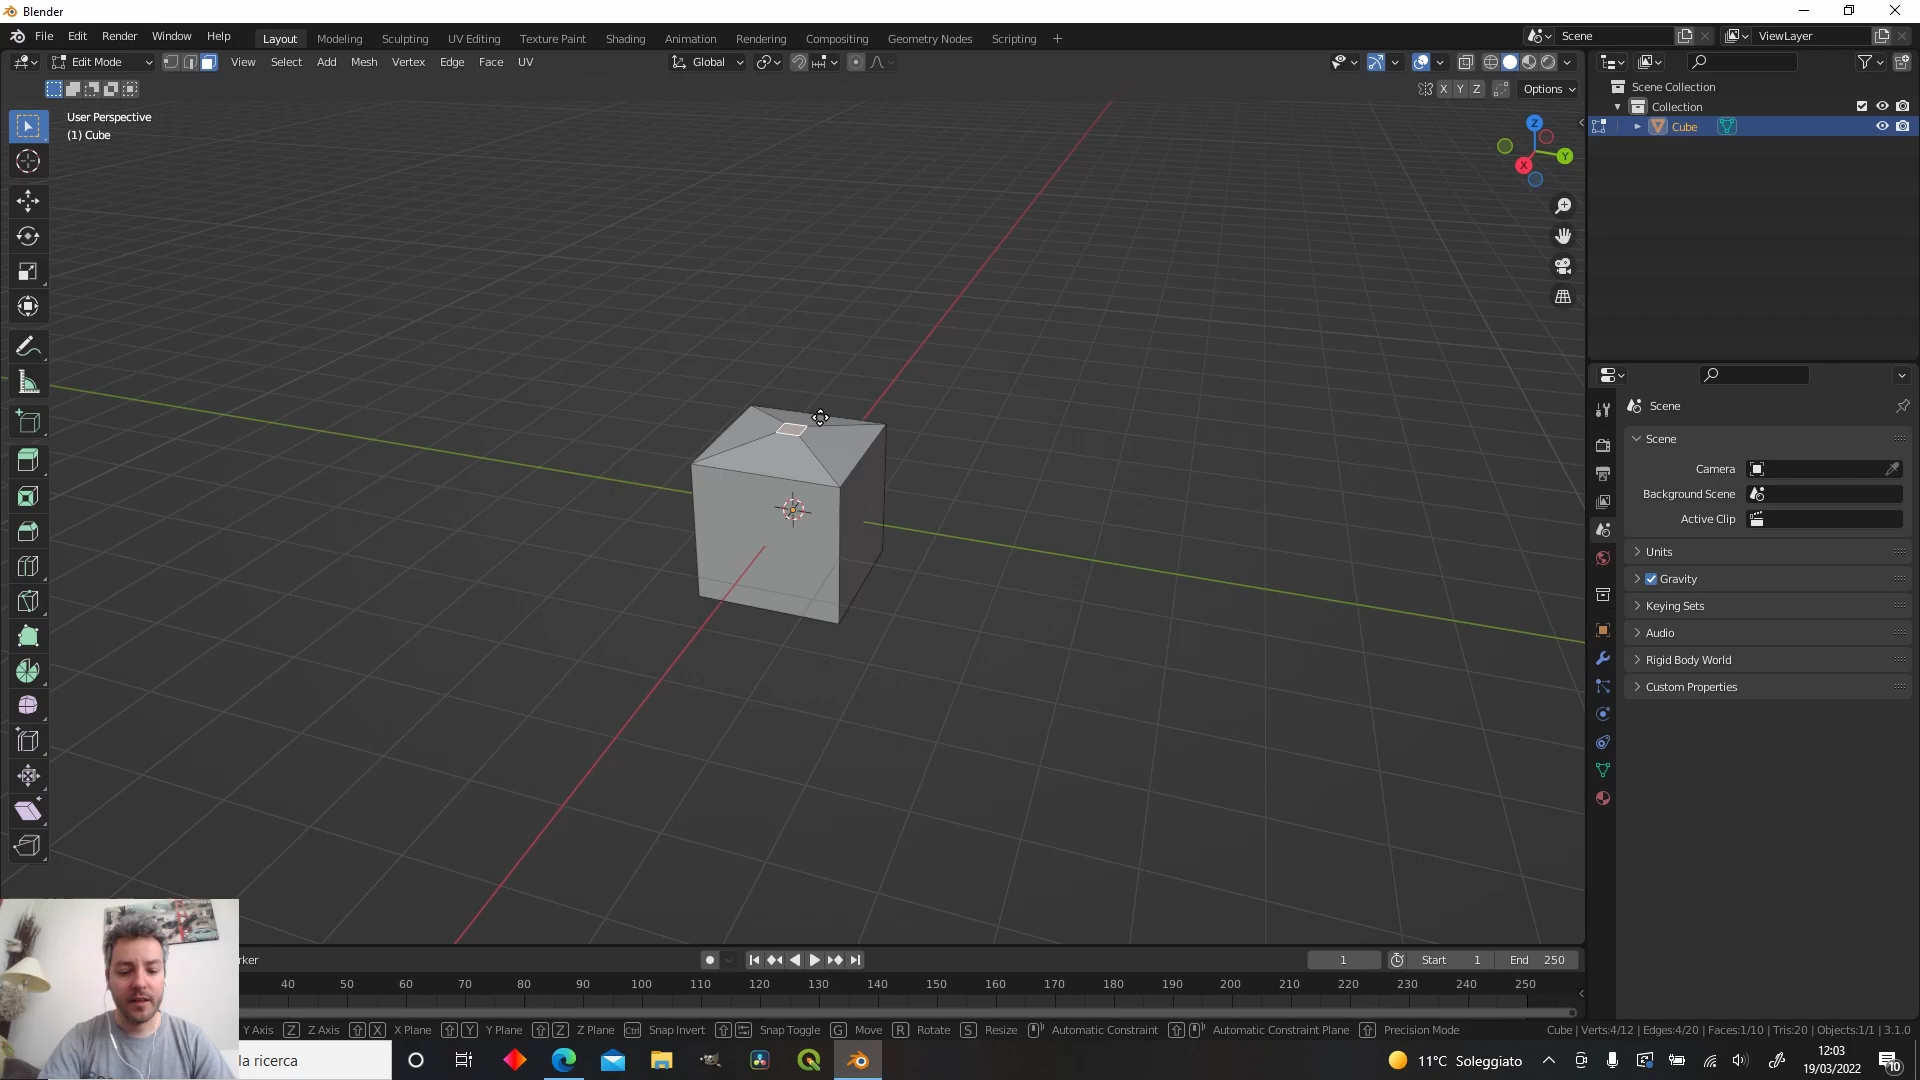 Blender
File Edit Render Window Help
Layout Modeling Sculpting UV Editing Texture Paint Shading Animation Rendering Compositing Geometry Nodes Scripting +
Scene ViewLayer
Edit Mode View Select Add Mesh Vertex Edge Face UV
Global
X Y Z Options
User Perspective
(1) Cube
Z
Y
X
Scene Collection
Collection
Cube
Scene
Scene
Camera
Background Scene
Active Clip
Units
Gravity
Keying Sets
Audio
Rigid Body World
Custom Properties
rker
1 Start 1 End 250
40 50 60 70 80 90 100 110 120 130 140 150 160 170 180 190 200 210 220 230 240 250
Y Axis Z Z Axis X X Plane Y Y Plane Z Z Plane Ctrl Snap Invert Snap Toggle G Move R Rotate S Resize Automatic Constraint Automatic Constraint Plane Precision Mode
Cube | Verts:4/12 | Edges:4/20 | Faces:1/10 | Tris:20 | Objects:1/1 | 3.1.0
la ricerca
11°C Soleggiato
12:03
19/03/2022
10